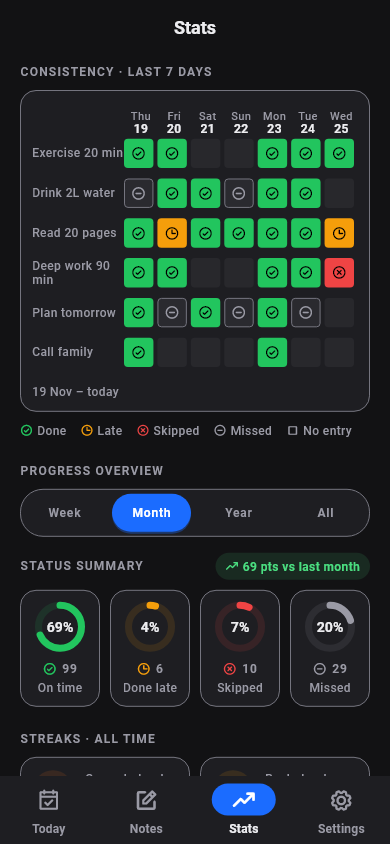 Stats
CONSISTENCY · LAST 7 DAYS
Thu Fri Sat Sun Mon Tue Wed
19 20 21 22 23 24 25
Exercise 20 min
Drink 2L water
Read 20 pages
Deep work 90
min
Plan tomorrow
Call family
19 Nov – today
Done Late Skipped Missed No entry
PROGRESS OVERVIEW
Week Month Year All
STATUS SUMMARY 69 pts vs last month
69% 4% 7% 20%
99 6 10 29
On time Done late Skipped Missed
STREAKS · ALL TIME
Today Notes Stats Settings